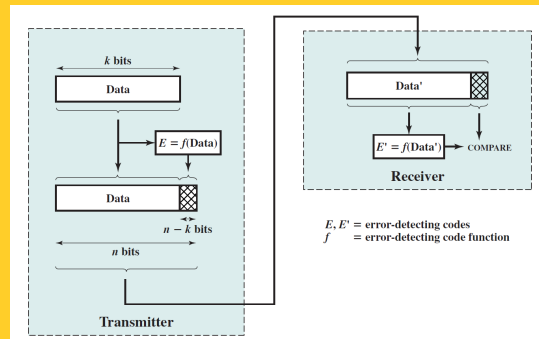 k bits
Data
E = f(Data)
Data
n − k bits
n bits
Transmitter
Data'
E' = f(Data')
COMPARE
Receiver
E, E' = error-detecting codes
f = error-detecting code function